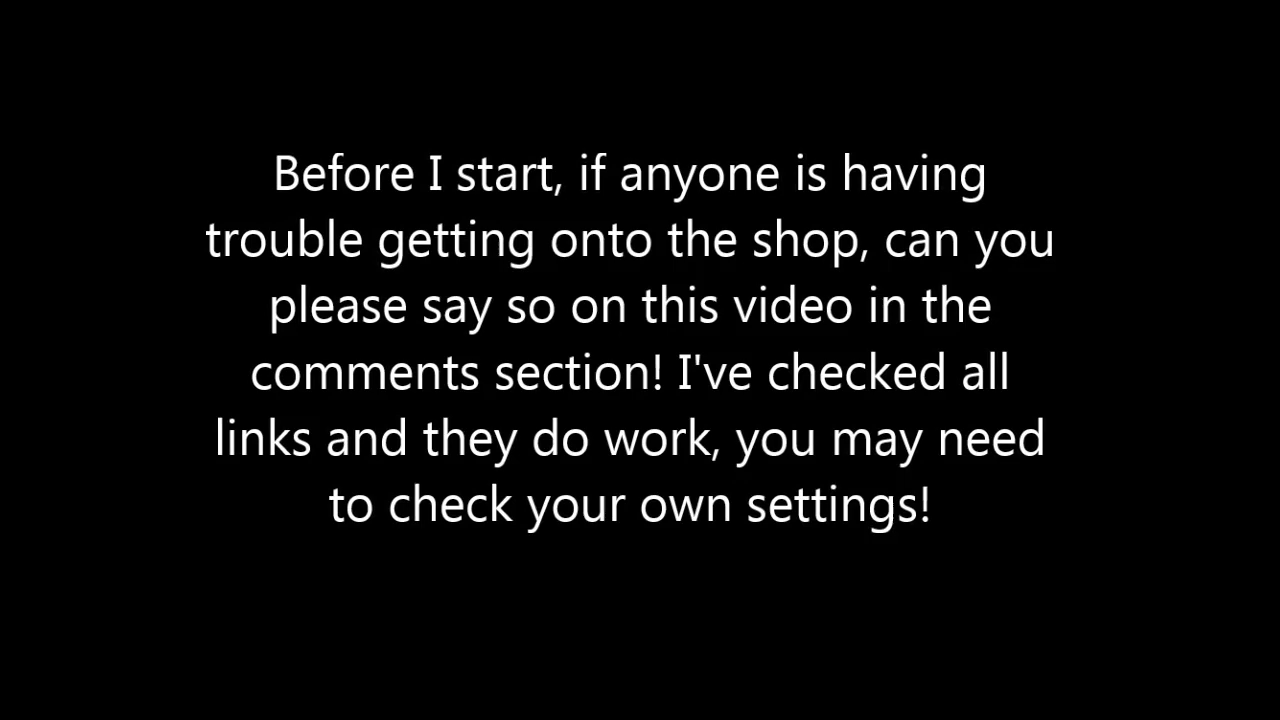 Before I start, if anyone is having
trouble getting onto the shop, can you
please say so on this video in the
comments section! I've checked all
links and they do work, you may need
to check your own settings!